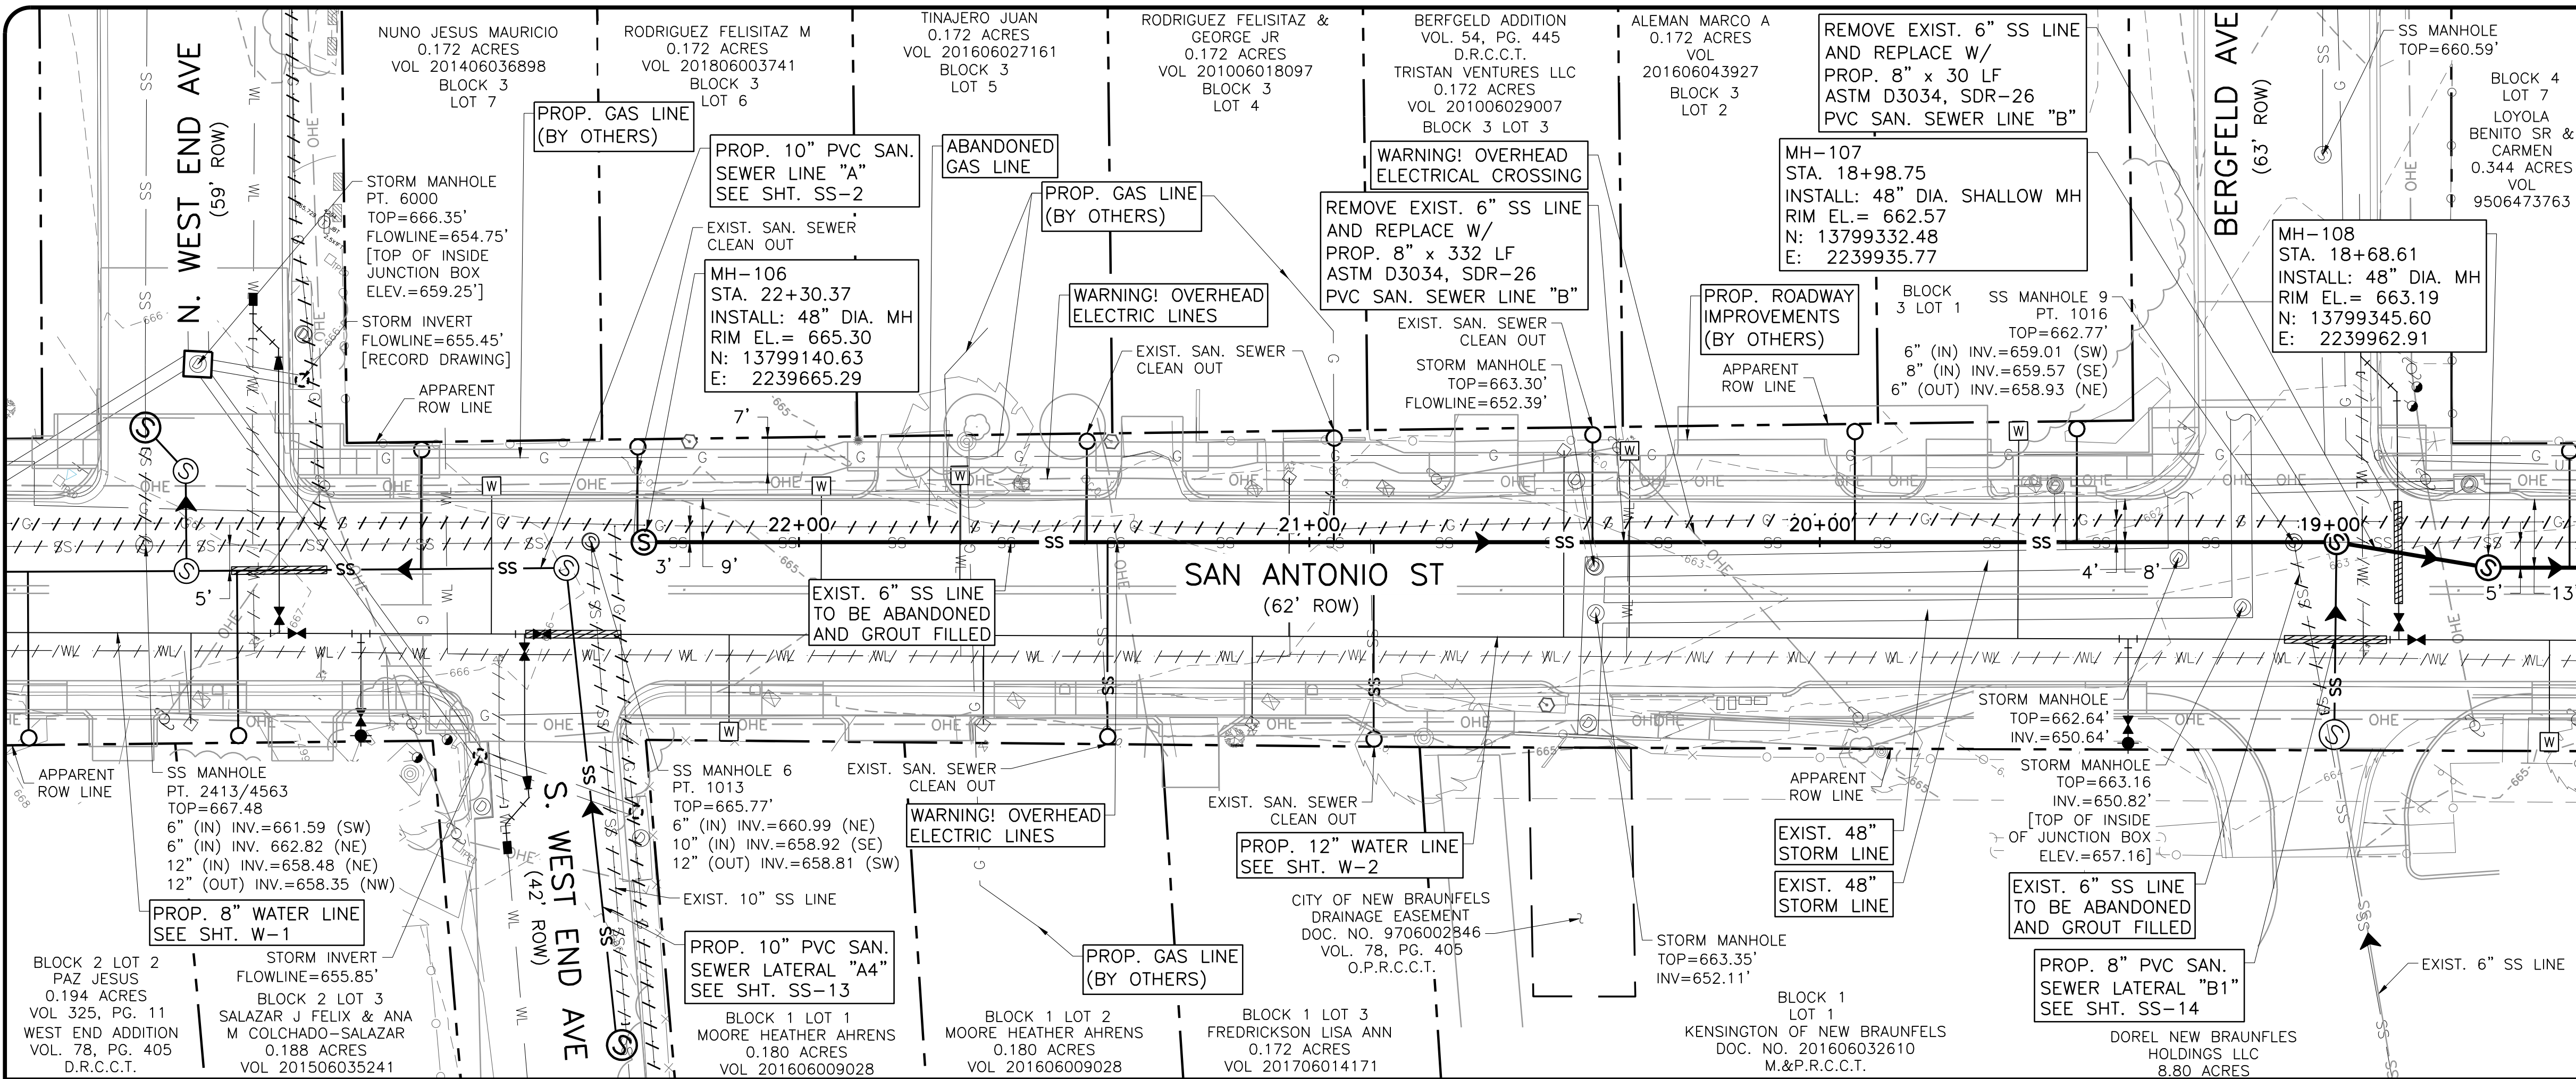 N. WEST END AVE
(59' ROW)
NUNO JESUS MAURICIO
0.172 ACRES
VOL 201406036898
BLOCK 3
LOT 7
RODRIGUEZ FELISITAZ M
0.172 ACRES
VOL 201806003741
BLOCK 3
LOT 6
TINAJERO JUAN
0.172 ACRES
VOL 201606027161
BLOCK 3
LOT 5
RODRIGUEZ FELISITAZ &
GEORGE JR
0.172 ACRES
VOL 201006018097
BLOCK 3
LOT 4
BERFGELD ADDITION
VOL. 54, PG. 445
D.R.C.C.T.
TRISTAN VENTURES LLC
0.172 ACRES
VOL 201006029007
BLOCK 3 LOT 3
ALEMAN MARCO A
0.172 ACRES
VOL
201606043927
BLOCK 3
LOT 2
REMOVE EXIST. 6" SS LINE
AND REPLACE W/
PROP. 8" x 30 LF
ASTM D3034, SDR-26
PVC SAN. SEWER LINE "B"
BERGFELD AVE
(63' ROW)
SS MANHOLE
TOP=660.59'
BLOCK 4
LOT 7
LOYOLA
BENITO SR &
CARMEN
0.344 ACRES
VOL
9506473763
PROP. GAS LINE
(BY OTHERS)
PROP. 10" PVC SAN.
SEWER LINE "A"
SEE SHT. SS-2
ABANDONED
GAS LINE
PROP. GAS LINE
(BY OTHERS)
WARNING! OVERHEAD
ELECTRICAL CROSSING
MH-107
STA. 18+98.75
INSTALL: 48" DIA. SHALLOW MH
RIM EL.= 662.57
N: 13799332.48
E: 2239935.77
STORM MANHOLE
PT. 6000
TOP=666.35'
FLOWLINE=654.75'
[TOP OF INSIDE
JUNCTION BOX
ELEV.=659.25']
STORM INVERT
FLOWLINE=655.45'
[RECORD DRAWING]
APPARENT
ROW LINE
EXIST. SAN. SEWER
CLEAN OUT
MH-106
STA. 22+30.37
INSTALL: 48" DIA. MH
RIM EL.= 665.30
N: 13799140.63
E: 2239665.29
REMOVE EXIST. 6" SS LINE
AND REPLACE W/
PROP. 8" x 332 LF
ASTM D3034, SDR-26
PVC SAN. SEWER LINE "B"
WARNING! OVERHEAD
ELECTRIC LINES
EXIST. SAN. SEWER
CLEAN OUT
EXIST. SAN. SEWER
CLEAN OUT
STORM MANHOLE
TOP=663.30'
FLOWLINE=652.39'
PROP. ROADWAY
IMPROVEMENTS
(BY OTHERS)
APPARENT
ROW LINE
BLOCK
3 LOT 1
SS MANHOLE 9
PT. 1016
TOP=662.77'
6" (IN) INV.=659.01 (SW)
8" (IN) INV.=659.57 (SE)
6" (OUT) INV.=658.93 (NE)
MH-108
STA. 18+68.61
INSTALL: 48" DIA. MH
RIM EL.= 663.19
N: 13799345.60
E: 2239962.91
7'
22+00
21+00
20+00
19+00
3'
9'
4'
8'
5'
5'
13'
SAN ANTONIO ST
(62' ROW)
EXIST. 6" SS LINE
TO BE ABANDONED
AND GROUT FILLED
APPARENT
ROW LINE
SS MANHOLE
PT. 2413/4563
TOP=667.48
6" (IN) INV.=661.59 (SW)
6" (IN) INV. 662.82 (NE)
12" (IN) INV.=658.48 (NE)
12" (OUT) INV.=658.35 (NW)
PROP. 8" WATER LINE
SEE SHT. W-1
STORM INVERT
FLOWLINE=655.85'
BLOCK 2 LOT 2
PAZ JESUS
0.194 ACRES
VOL 325, PG. 11
WEST END ADDITION
VOL. 78, PG. 405
D.R.C.C.T.
BLOCK 2 LOT 3
SALAZAR J FELIX & ANA
M COLCHADO-SALAZAR
0.188 ACRES
VOL 201506035241
S. WEST END AVE
(42' ROW)
SS MANHOLE 6
PT. 1013
TOP=665.77'
6" (IN) INV.=660.99 (NE)
10" (IN) INV.=658.92 (SE)
12" (OUT) INV.=658.81 (SW)
EXIST. 10" SS LINE
PROP. 10" PVC SAN.
SEWER LATERAL "A4"
SEE SHT. SS-13
BLOCK 1 LOT 1
MOORE HEATHER AHRENS
0.180 ACRES
VOL 201606009028
EXIST. SAN. SEWER
CLEAN OUT
WARNING! OVERHEAD
ELECTRIC LINES
PROP. GAS LINE
(BY OTHERS)
BLOCK 1 LOT 2
MOORE HEATHER AHRENS
0.180 ACRES
VOL 201606009028
EXIST. SAN. SEWER
CLEAN OUT
PROP. 12" WATER LINE
SEE SHT. W-2
CITY OF NEW BRAUNFELS
DRAINAGE EASEMENT
DOC. NO. 9706002846
VOL. 78, PG. 405
O.P.R.C.C.T.
BLOCK 1 LOT 3
FREDRICKSON LISA ANN
0.172 ACRES
VOL 201706014171
STORM MANHOLE
TOP=663.35'
INV=652.11'
APPARENT
ROW LINE
EXIST. 48"
STORM LINE
EXIST. 48"
STORM LINE
BLOCK 1
LOT 1
KENSINGTON OF NEW BRAUNFELS
DOC. NO. 201606032610
M.&P.R.C.C.T.
STORM MANHOLE
TOP=662.64'
INV.=650.64'
STORM MANHOLE
TOP=663.16
INV.=650.82'
[TOP OF INSIDE
OF JUNCTION BOX
ELEV.=657.16]
EXIST. 6" SS LINE
TO BE ABANDONED
AND GROUT FILLED
PROP. 8" PVC SAN.
SEWER LATERAL "B1"
SEE SHT. SS-14
EXIST. 6" SS LINE
DOREL NEW BRAUNFLES
HOLDINGS LLC
8.80 ACRES